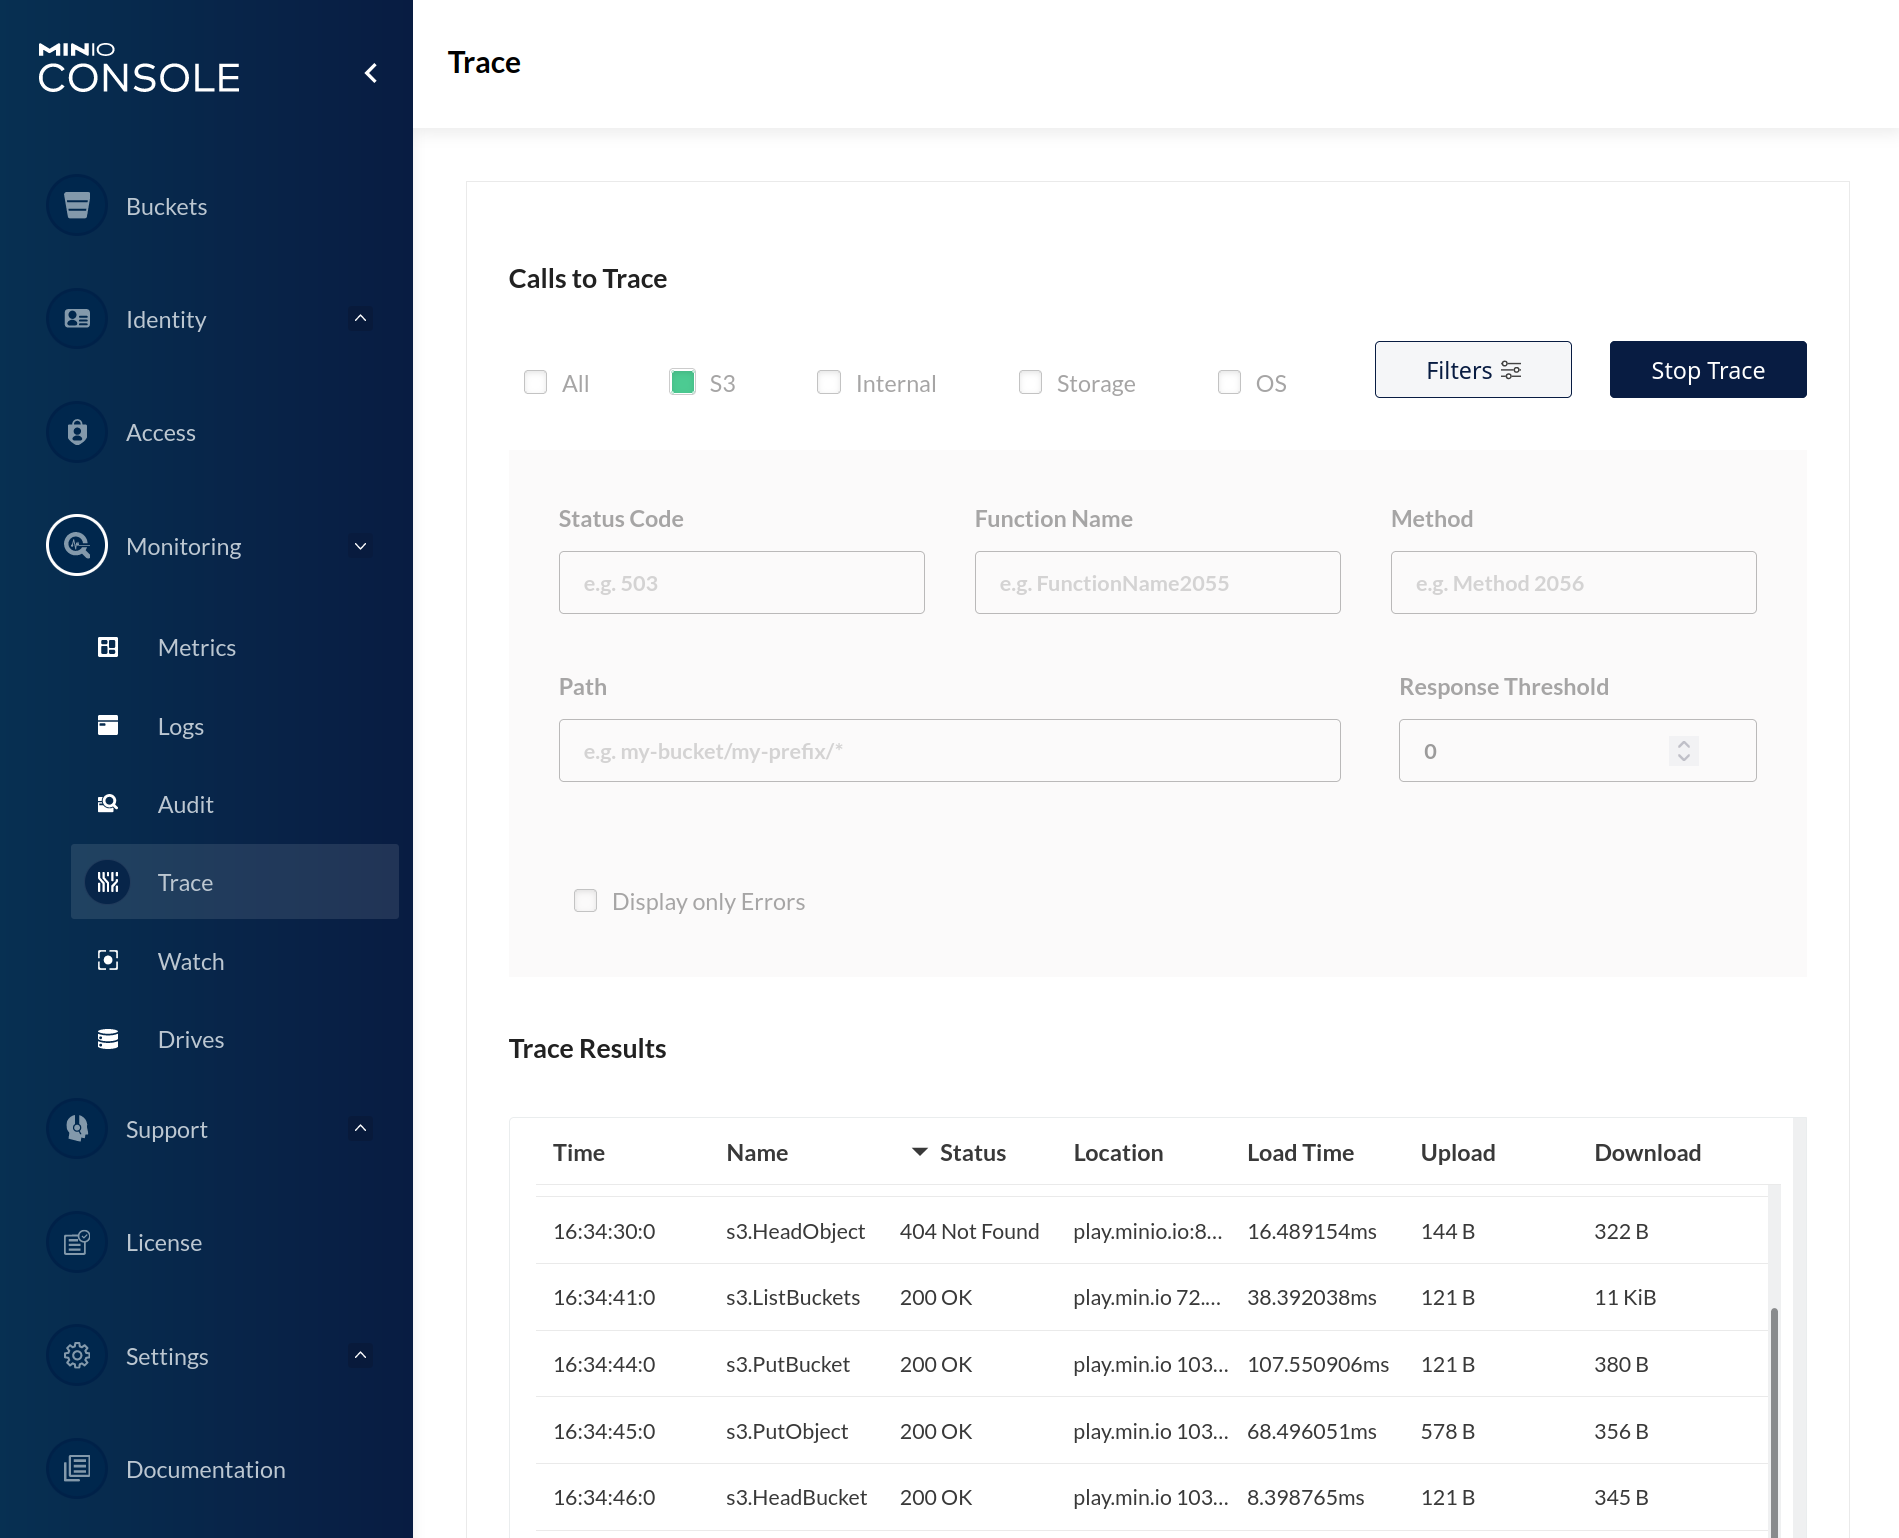 MINIO
CONSOLE
Buckets
Identity
Access
Monitoring
Metrics
Logs
Audit
Trace
Watch
Drives
Support
License
Settings
Documentation
Trace
Calls to Trace
All
S3
Internal
Storage
OS
Filters
Stop Trace
Status Code
Function Name
Method
e.g. 503
e.g. FunctionName2055
e.g. Method 2056
Path
Response Threshold
e.g. my-bucket/my-prefix/*
0
Display only Errors
Trace Results
Time Name Status Location Load Time Upload Download
16:34:30:0 s3.HeadObject 404 Not Found play.minio.io:8... 16.489154ms 144 B 322 B
16:34:41:0 s3.ListBuckets 200 OK play.min.io 72.... 38.392038ms 121 B 11 KiB
16:34:44:0 s3.PutBucket 200 OK play.min.io 103... 107.550906ms 121 B 380 B
16:34:45:0 s3.PutObject 200 OK play.min.io 103... 68.496051ms 578 B 356 B
16:34:46:0 s3.HeadBucket 200 OK play.min.io 103... 8.398765ms 121 B 345 B